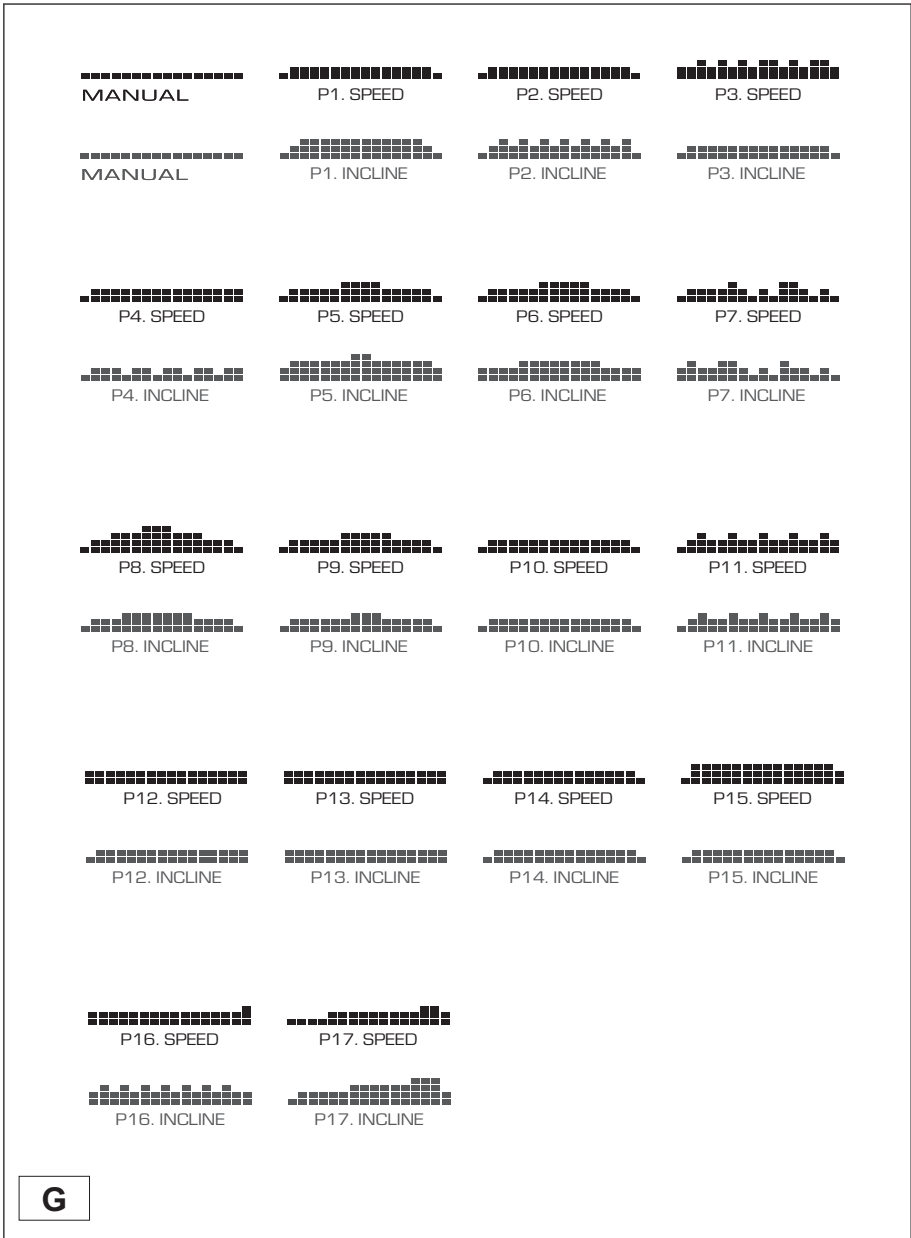 MANUAL P1. SPEED P2. SPEED P3. SPEED
MANUAL P1. INCLINE P2. INCLINE P3. INCLINE
P4. SPEED P5. SPEED P6. SPEED P7. SPEED
P4. INCLINE P5. INCLINE P6. INCLINE P7. INCLINE
P8. SPEED P9. SPEED P10. SPEED P11. SPEED
P8. INCLINE P9. INCLINE P10. INCLINE P11. INCLINE
P12. SPEED P13. SPEED P14. SPEED P15. SPEED
P12. INCLINE P13. INCLINE P14. INCLINE P15. INCLINE
P16. SPEED P17. SPEED
P16. INCLINE P17. INCLINE
G